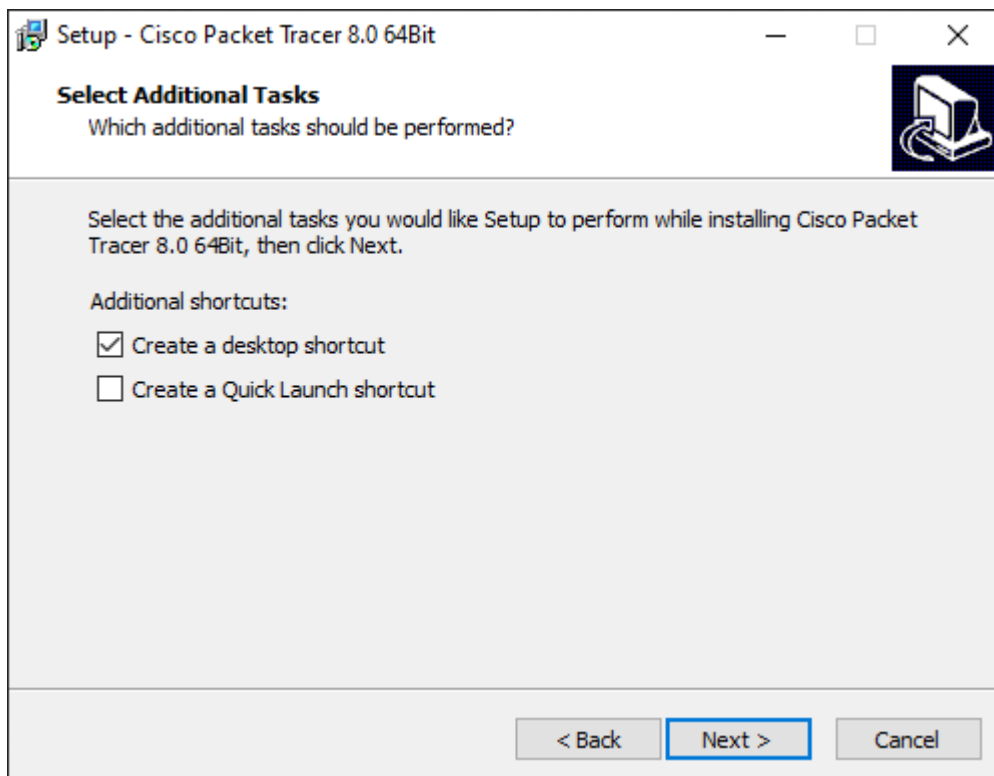 Setup - Cisco Packet Tracer 8.0 64Bit
Select Additional Tasks
Which additional tasks should be performed?
Select the additional tasks you would like Setup to perform while installing Cisco Packet
Tracer 8.0 64Bit, then click Next.
Additional shortcuts:
Create a desktop shortcut
Create a Quick Launch shortcut
< Back Next > Cancel